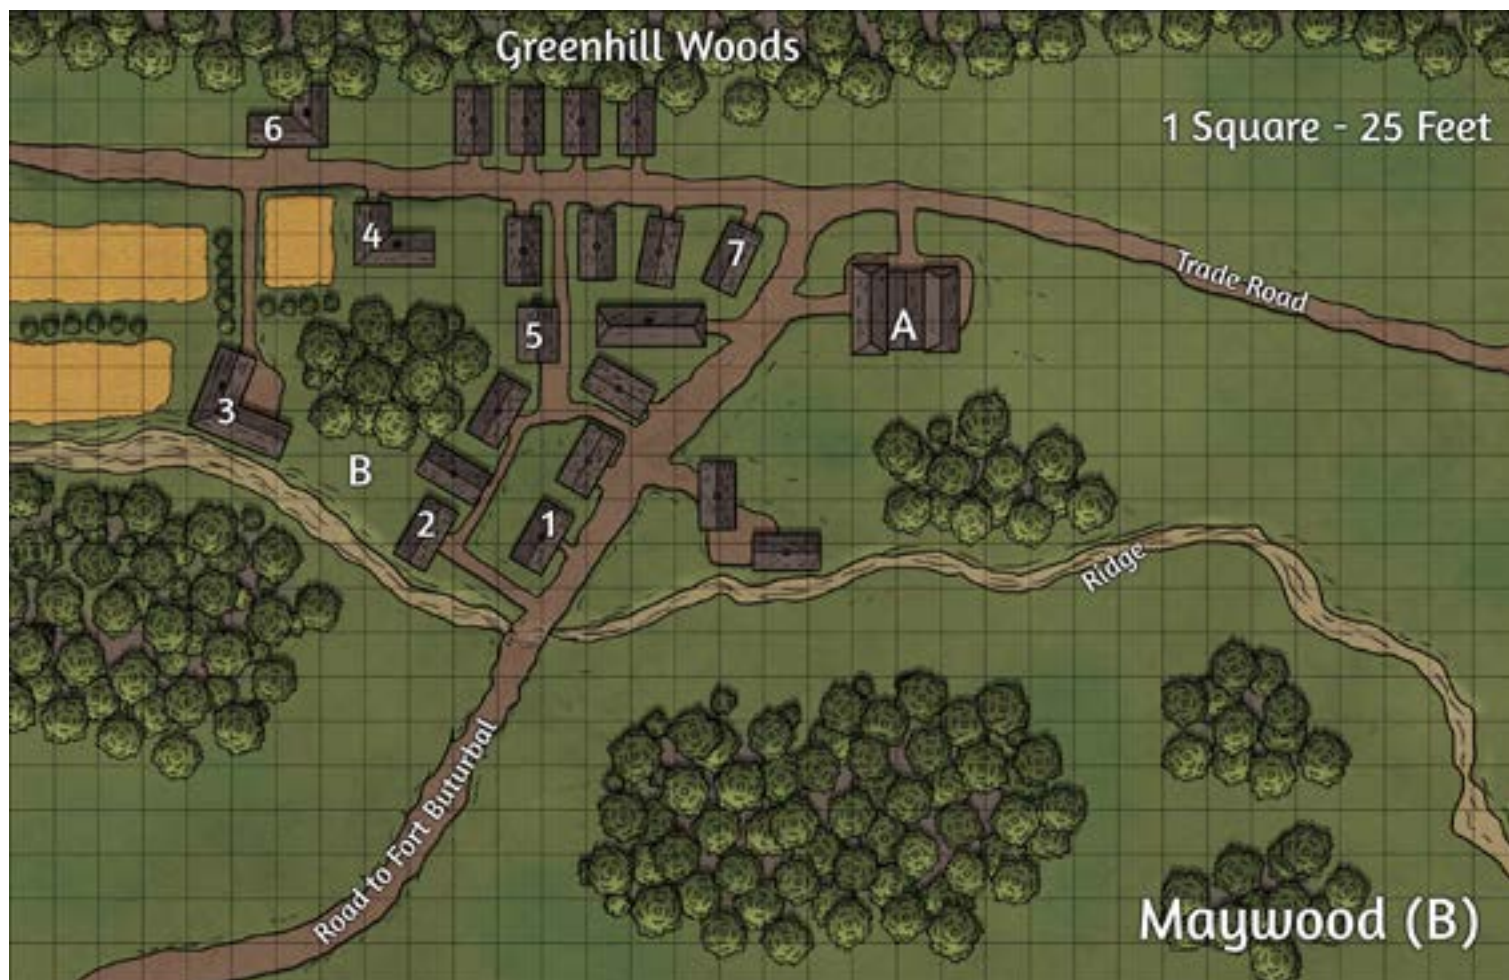 Greenhill Woods
1 Square - 25 Feet
6
4
7
Trade Road
5
A
3
B
2
1
Ridge
Road to Fort Buturbal
Maywood (B)